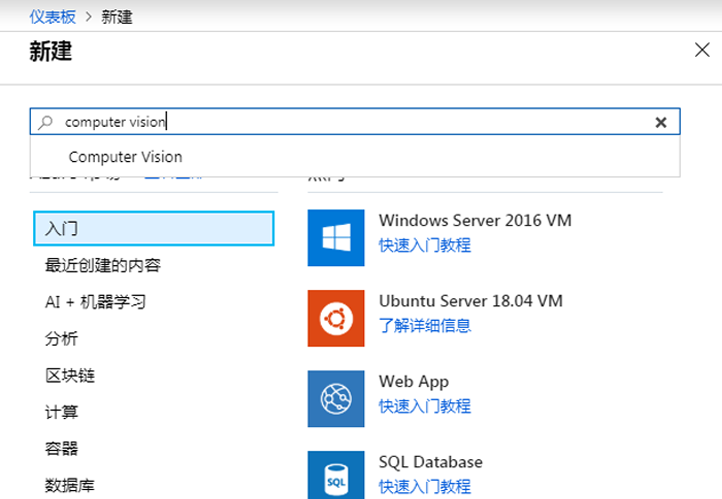 仪表板 > 新建
新建
computer vision
Computer Vision
入门
最近创建的内容
AI + 机器学习
分析
区块链
计算
容器
数据库
Windows Server 2016 VM
快速入门教程
Ubuntu Server 18.04 VM
了解详细信息
Web App
快速入门教程
SQL
SQL Database
快速入门教程